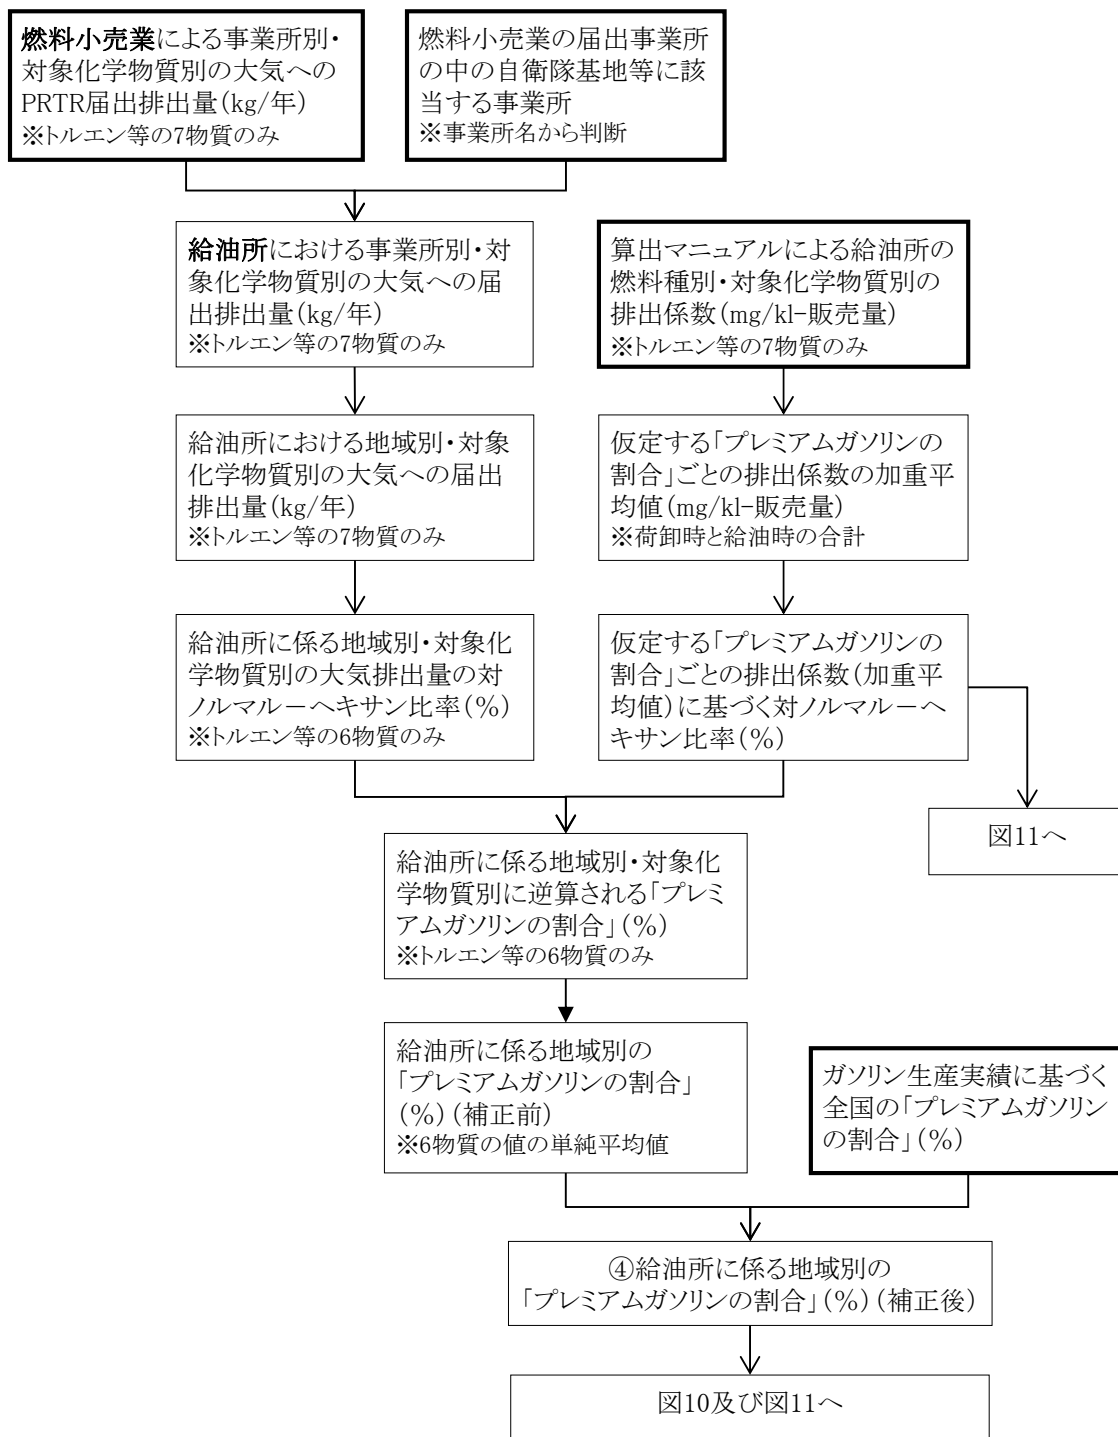 燃料小売業による事業所別・
対象化学物質別の大気への
PRTR届出排出量(kg/年)
※トルエン等の7物質のみ
燃料小売業の届出事業所
の中の自衛隊基地等に該
当する事業所
※事業所名から判断
給油所における事業所別・対
象化学物質別の大気への届
出排出量(kg/年)
※トルエン等の7物質のみ
算出マニュアルによる給油所の
燃料種別・対象化学物質別の
排出係数(mg/kl-販売量)
※トルエン等の7物質のみ
給油所における地域別・対象
化学物質別の大気への届出
排出量(kg/年)
※トルエン等の7物質のみ
仮定する「プレミアムガソリンの
割合」ごとの排出係数の加重平
均値(mg/kl-販売量)
※荷卸時と給油時の合計
給油所に係る地域別・対象化
学物質別の大気排出量の対
ノルマル－ヘキサン比率(%)
※トルエン等の6物質のみ
仮定する「プレミアムガソリンの
割合」ごとの排出係数(加重平
均値)に基づく対ノルマル－ヘ
キサン比率(%)
図11へ
給油所に係る地域別・対象化
学物質別に逆算される「プレミ
アムガソリンの割合」(%)
※トルエン等の6物質のみ
給油所に係る地域別の
「プレミアムガソリンの割合」
(%)(補正前)
※6物質の値の単純平均値
ガソリン生産実績に基づく
全国の「プレミアムガソリン
の割合」(%)
④給油所に係る地域別の
「プレミアムガソリンの割合」(%)(補正後)
図10及び図11へ